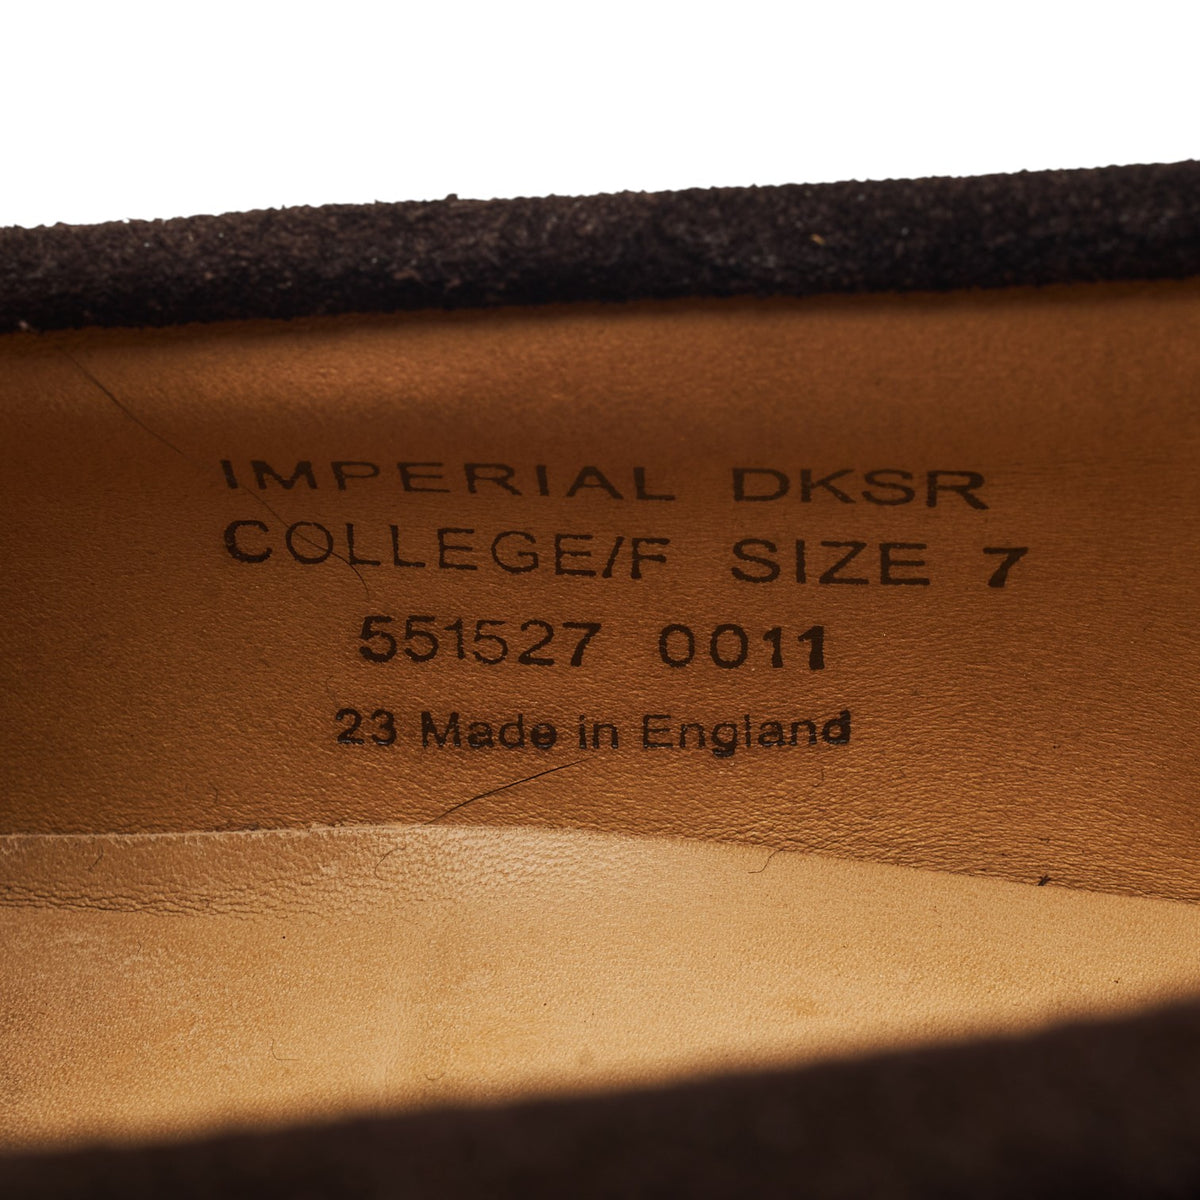 IMPERIAL DKSR
COLLEGE/F SIZE 7
551527 0011
23 Made in England